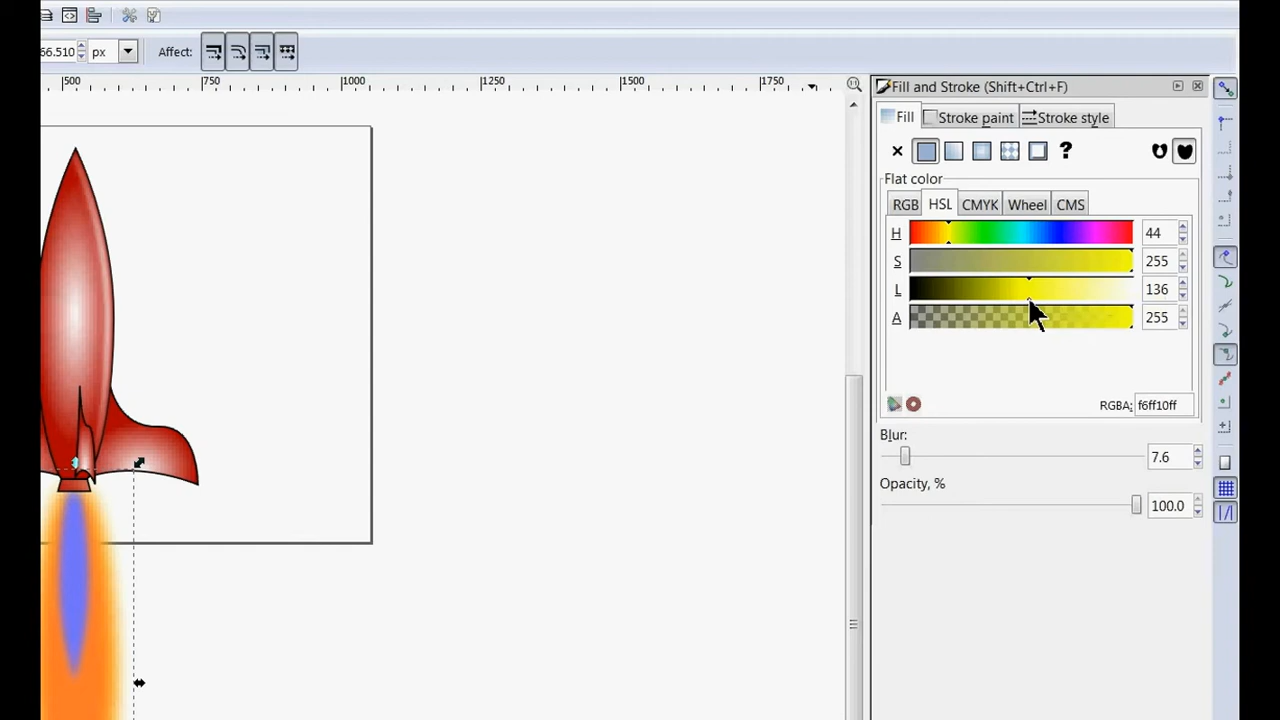 66.510 px Affect:
500 750 1000 1250 1500 1750
Fill and Stroke (Shift+Ctrl+F)
Fill Stroke paint Stroke style
?
Flat color
RGB HSL CMYK Wheel CMS
H 44
S 255
L 136
A 255
RGBA: f6ff10ff
Blur:
7.6
Opacity, %
100.0